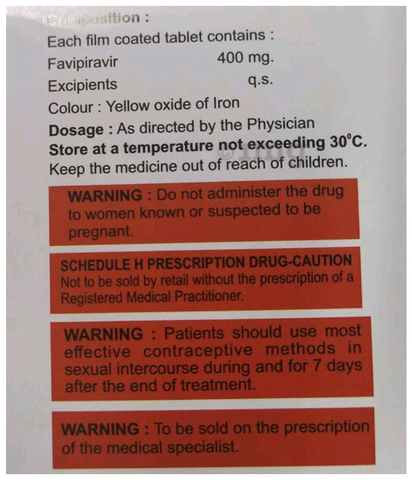 Composition :
Each film coated tablet contains :
Favipiravir 400 mg.
Excipients q.s.
Colour : Yellow oxide of Iron
Dosage : As directed by the Physician
Store at a temperature not exceeding 30°C.
Keep the medicine out of reach of children.
WARNING : Do not administer the drug
to women known or suspected to be
pregnant.
SCHEDULE H PRESCRIPTION DRUG-CAUTION
Not to be sold by retail without the prescription of a
Registered Medical Practitioner.
WARNING : Patients should use most
effective contraceptive methods in
sexual intercourse during and for 7 days
after the end of treatment.
WARNING : To be sold on the prescription
of the medical specialist.